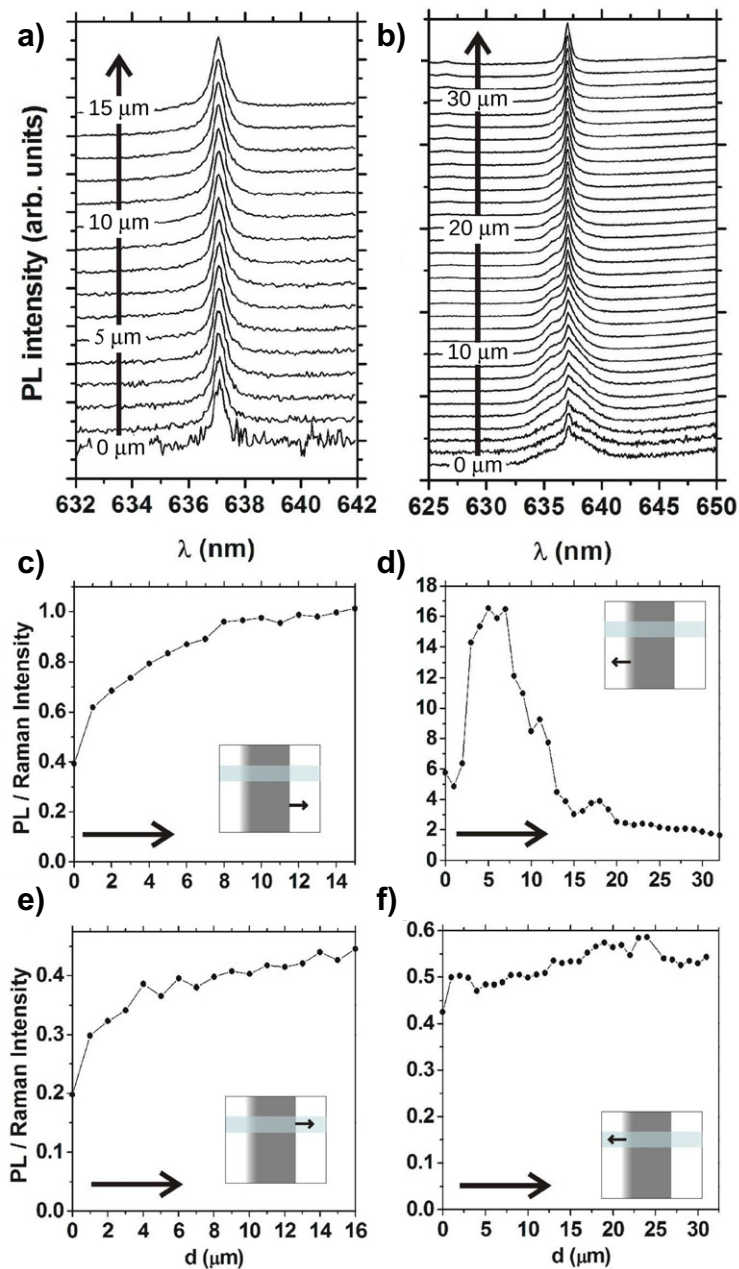 a)
b)
PL intensity (arb. units)
15 µm
10 µm
5 µm
0 µm
30 µm
20 µm
10 µm
0 µm
632 634 636 638 640 642
625 630 635 640 645 650
λ (nm)
λ (nm)
c)
d)
PL / Raman Intensity
1.0
0.8
0.6
0.4
0.2
0.0
0 2 4 6 8 10 12 14
18
16
14
12
10
8
6
4
2
0
0 5 10 15 20 25 30
e)
f)
PL / Raman Intensity
0.4
0.3
0.2
0.1
0.0
0 2 4 6 8 10 12 14 16
d (µm)
0.6
0.5
0.4
0.3
0.2
0.1
0.0
0 5 10 15 20 25 30
d (µm)